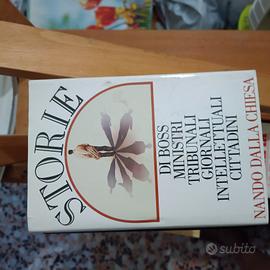 STORIE
DI BOSS
MINISTRI
TRIBUNALI
GIORNALI
INTELLETTUALI
CITTADINI
NANDO DALLA CHIESA
subito